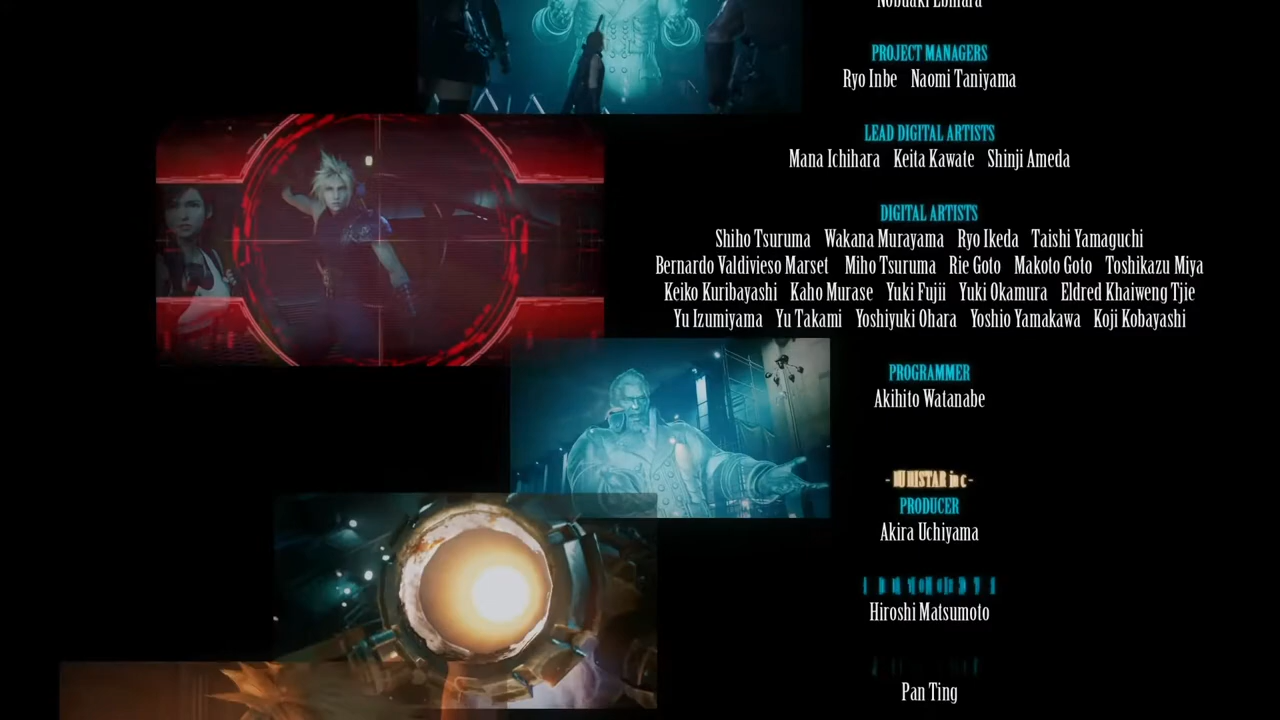 PROJECT MANAGERS
Ryo Inbe Naomi Taniyama
LEAD DIGITAL ARTISTS
Mana Ichihara Keita Kawate Shinji Ameda
DIGITAL ARTISTS
Shiho Tsuruma Wakana Murayama Ryo Ikeda Taishi Yamaguchi
Bernardo Valdivieso Marset Miho Tsuruma Rie Goto Makoto Goto Toshikazu Miya
Keiko Kuribayashi Kaho Murase Yuki Fujii Yuki Okamura Eldred Khaiweng Tjie
Yu Izumiyama Yu Takami Yoshiyuki Ohara Yoshio Yamakawa Koji Kobayashi
PROGRAMMER
Akihito Watanabe
inc -
PRODUCER
Akira Uchiyama
Hiroshi Matsumoto
Pan Ting